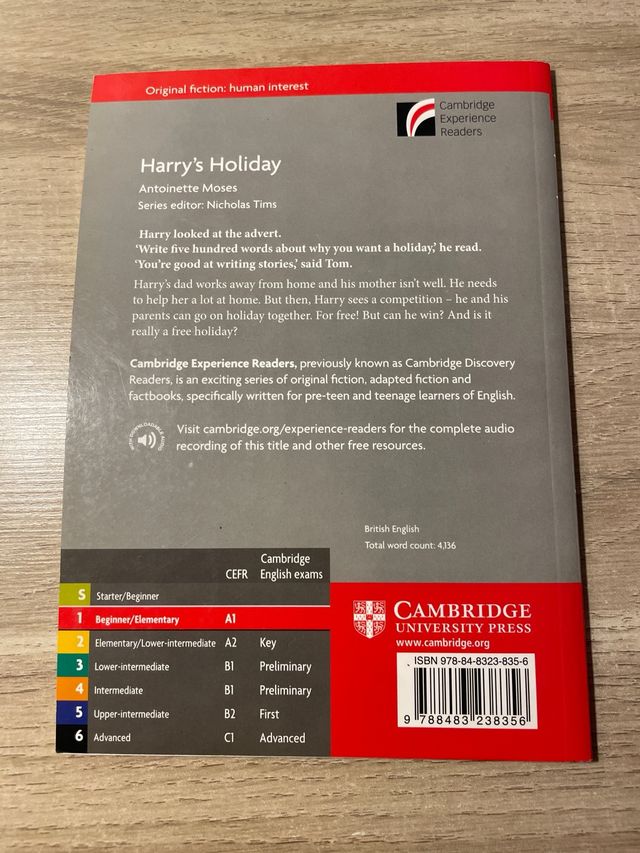 Original fiction: human interest
Cambridge
Experience
Readers
Harry's Holiday
Antoinette Moses
Series editor: Nicholas Tims
Harry looked at the advert.
‘Write five hundred words about why you want a holiday,’ he read.
‘You’re good at writing stories,’ said Tom.
Harry’s dad works away from home and his mother isn’t well. He needs
to help her a lot at home. But then, Harry sees a competition – he and his
parents can go on holiday together. For free! But can he win? And is it
really a free holiday?
Cambridge Experience Readers, previously known as Cambridge Discovery
Readers, is an exciting series of original fiction, adapted fiction and
factbooks, specifically written for pre-teen and teenage learners of English.
WITH DOWNLOADABLE AUDIO
Visit cambridge.org/experience-readers for the complete audio
recording of this title and other free resources.
British English
Total word count: 4,136
Cambridge
CEFR English exams
S Starter/Beginner
1 Beginner/Elementary A1
2 Elementary/Lower-intermediate A2 Key
3 Lower-intermediate B1 Preliminary
4 Intermediate B1 Preliminary
5 Upper-intermediate B2 First
6 Advanced C1 Advanced
CAMBRIDGE
UNIVERSITY PRESS
www.cambridge.org
ISBN 978-84-8323-835-6
9 788483 238356